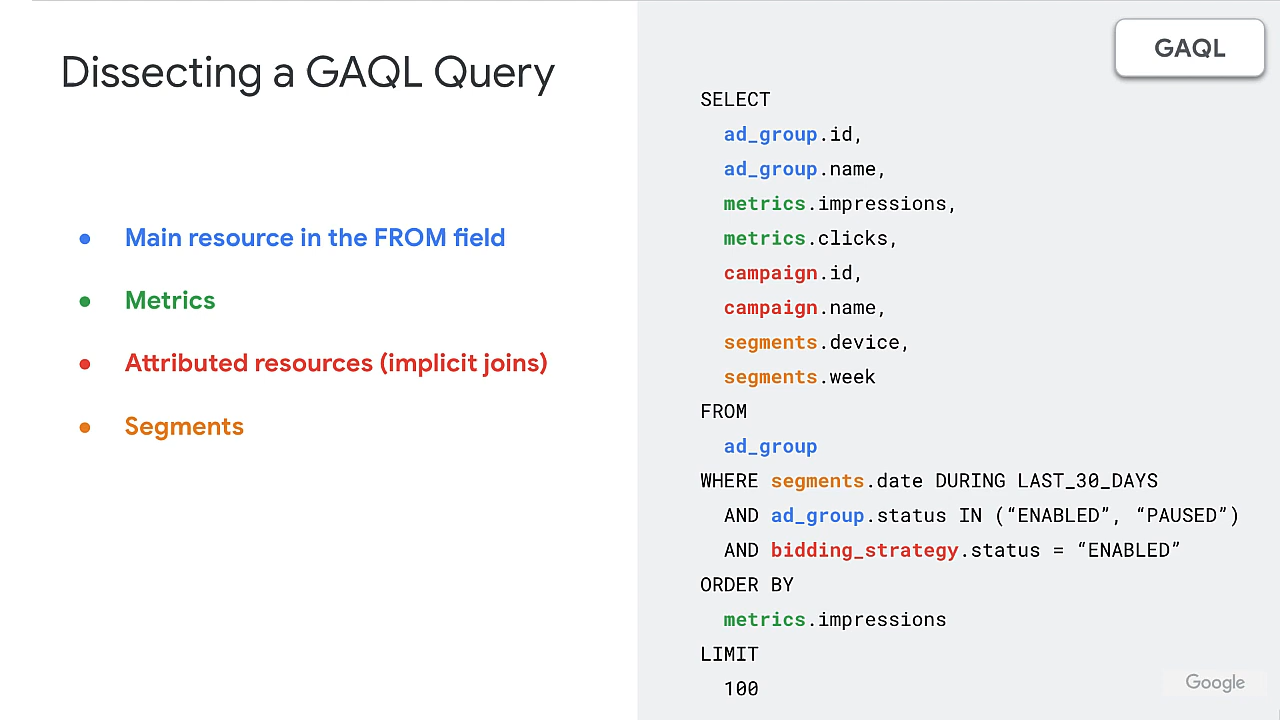 Dissecting a GAQL Query
● Main resource in the FROM field
● Metrics
● Attributed resources (implicit joins)
● Segments
GAQL
SELECT
ad_group.id,
ad_group.name,
metrics.impressions,
metrics.clicks,
campaign.id,
campaign.name,
segments.device,
segments.week
FROM
ad_group
WHERE segments.date DURING LAST_30_DAYS
AND ad_group.status IN (“ENABLED”, “PAUSED”)
AND bidding_strategy.status = “ENABLED”
ORDER BY
metrics.impressions
LIMIT
100
Google